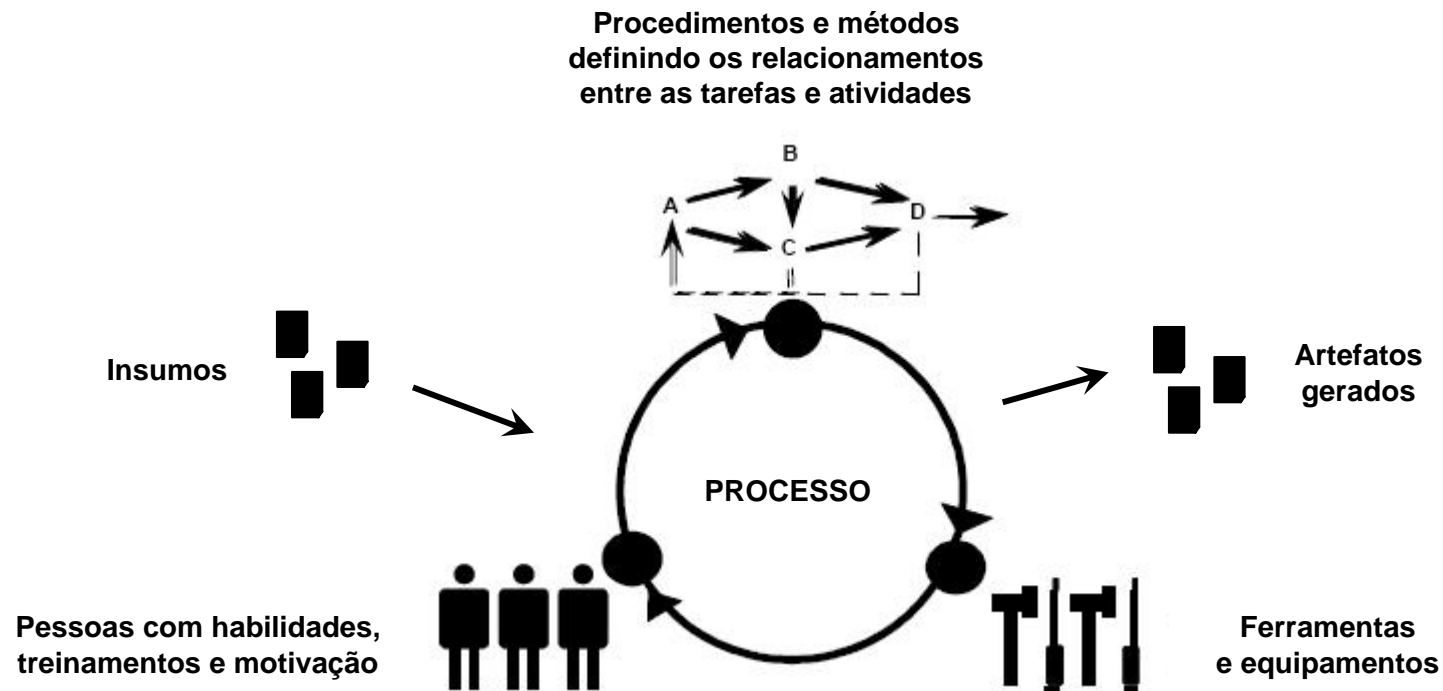 Procedimentos e métodos
definindo os relacionamentos
entre as tarefas e atividades
B
A
D
C
Insumos
Artefatos
gerados
PROCESSO
Pessoas com habilidades,
treinamentos e motivação
Ferramentas
e equipamentos